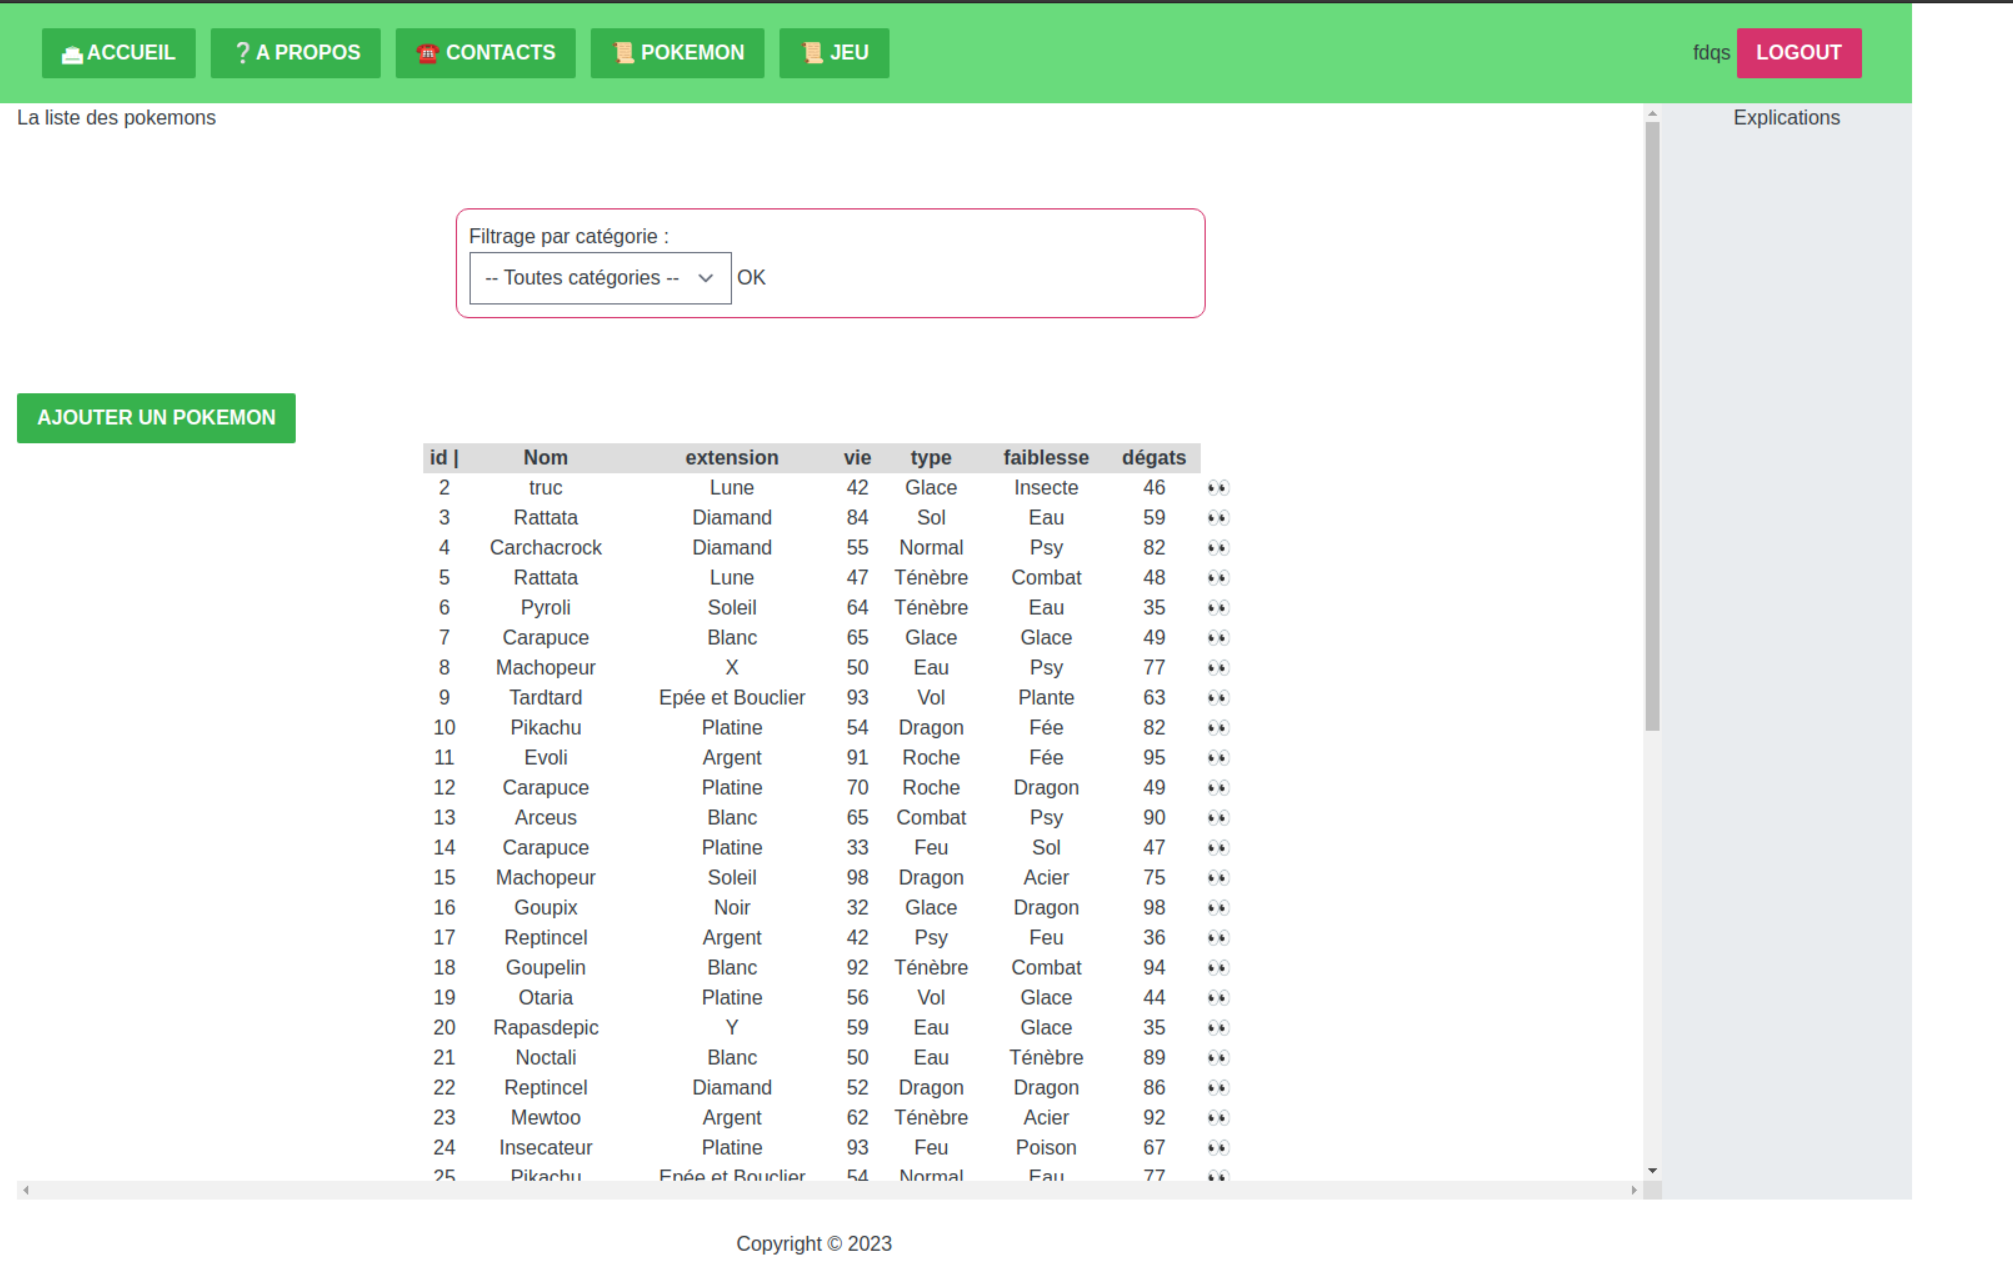 ACCUEIL ❔A PROPOS ☎️ CONTACTS 📜 POKEMON 📜 JEU fdqs LOGOUT
La liste des pokemons
Explications
Filtrage par catégorie :
-- Toutes catégories -- OK
AJOUTER UN POKEMON
id | Nom extension vie type faiblesse dégats
2 truc Lune 42 Glace Insecte 46 👀
3 Rattata Diamand 84 Sol Eau 59 👀
4 Carchacrock Diamand 55 Normal Psy 82 👀
5 Rattata Lune 47 Ténèbre Combat 48 👀
6 Pyroli Soleil 64 Ténèbre Eau 35 👀
7 Carapuce Blanc 65 Glace Glace 49 👀
8 Machopeur X 50 Eau Psy 77 👀
9 Tardtard Epée et Bouclier 93 Vol Plante 63 👀
10 Pikachu Platine 54 Dragon Fée 82 👀
11 Evoli Argent 91 Roche Fée 95 👀
12 Carapuce Platine 70 Roche Dragon 49 👀
13 Arceus Blanc 65 Combat Psy 90 👀
14 Carapuce Platine 33 Feu Sol 47 👀
15 Machopeur Soleil 98 Dragon Acier 75 👀
16 Goupix Noir 32 Glace Dragon 98 👀
17 Reptincel Argent 42 Psy Feu 36 👀
18 Goupelin Blanc 92 Ténèbre Combat 94 👀
19 Otaria Platine 56 Vol Glace 44 👀
20 Rapasdepic Y 59 Eau Glace 35 👀
21 Noctali Blanc 50 Eau Ténèbre 89 👀
22 Reptincel Diamand 52 Dragon Dragon 86 👀
23 Mewtoo Argent 62 Ténèbre Acier 92 👀
24 Insecateur Platine 93 Feu Poison 67 👀
25 Pikachu Epée et Bouclier 54 Normal Eau 77 👀
Copyright © 2023